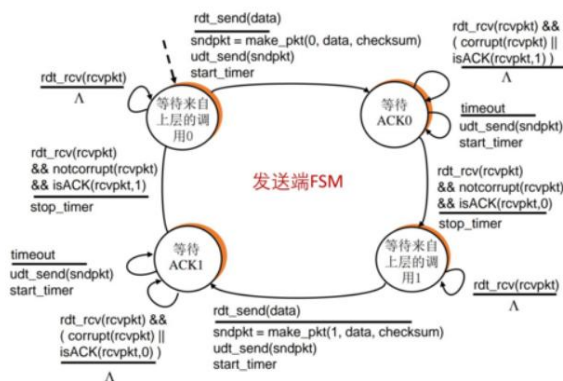 rdt_send(data)
sndpkt = make_pkt(0, data, checksum)
udt_send(sndpkt)
start_timer
rdt_rcv(rcvpkt) &&
( corrupt(rcvpkt) ||
isACK(rcvpkt,1) )
Λ
rdt_rcv(rcvpkt)
Λ
等待来自
上层的调
用0
等待
ACK0
timeout
udt_send(sndpkt)
start_timer
rdt_rcv(rcvpkt)
&& notcorrupt(rcvpkt)
&& isACK(rcvpkt,1)
stop_timer
发送端FSM
rdt_rcv(rcvpkt)
&& notcorrupt(rcvpkt)
&& isACK(rcvpkt,0)
stop_timer
timeout
udt_send(sndpkt)
start_timer
等待
ACK1
等待来自
上层的调
用1
rdt_rcv(rcvpkt)
Λ
rdt_rcv(rcvpkt) &&
( corrupt(rcvpkt) ||
isACK(rcvpkt,0) )
Λ
rdt_send(data)
sndpkt = make_pkt(1, data, checksum)
udt_send(sndpkt)
start_timer